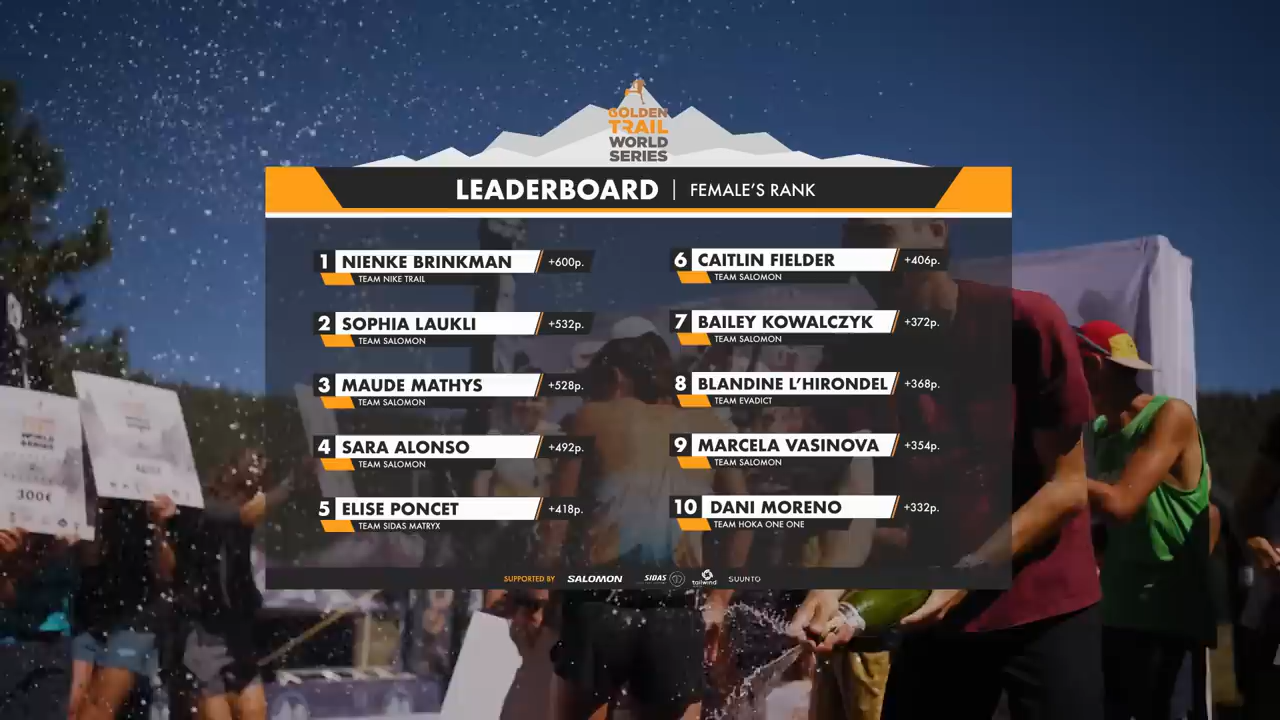 GOLDEN
TRAIL
WORLD
SERIES
LEADERBOARD | FEMALE'S RANK
1 NIENKE BRINKMAN +600p.
TEAM NIKE TRAIL
2 SOPHIA LAUKLI +532p.
TEAM SALOMON
3 MAUDE MATHYS +528p.
TEAM SALOMON
4 SARA ALONSO +492p.
TEAM SALOMON
5 ELISE PONCET +418p.
TEAM SIDAS MATRYX
6 CAITLIN FIELDER +406p.
TEAM SALOMON
7 BAILEY KOWALCZYK +372p.
TEAM SALOMON
8 BLANDINE L'HIRONDEL +368p.
TEAM EVADICT
9 MARCELA VASINOVA +354p.
TEAM SALOMON
10 DANI MORENO +332p.
TEAM HOKA ONE ONE
SUPPORTED BY SALOMON SIDAS tailwind SUUNTO
WORLD
SERIES
300€